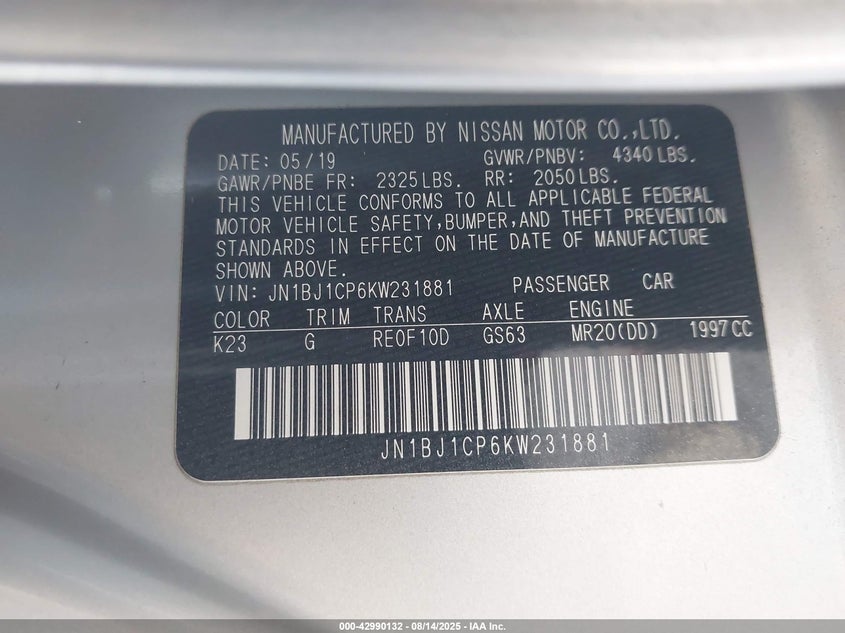 MANUFACTURED BY NISSAN MOTOR CO.,LTD.
DATE: 05/19 GVWR/PNBV: 4340 LBS.
GAWR/PNBE FR: 2325 LBS. RR: 2050 LBS.
THIS VEHICLE CONFORMS TO ALL APPLICABLE FEDERAL
MOTOR VEHICLE SAFETY,BUMPER,AND THEFT PREVENTION
STANDARDS IN EFFECT ON THE DATE OF MANUFACTURE
SHOWN ABOVE.
VIN: JN1BJ1CP6KW231881 PASSENGER CAR
COLOR TRIM TRANS AXLE ENGINE
K23 G RE0F10D GS63 MR20(DD) 1997CC
JN1BJ1CP6KW231881
000-42990132 - 08/14/2025 - IAA Inc.